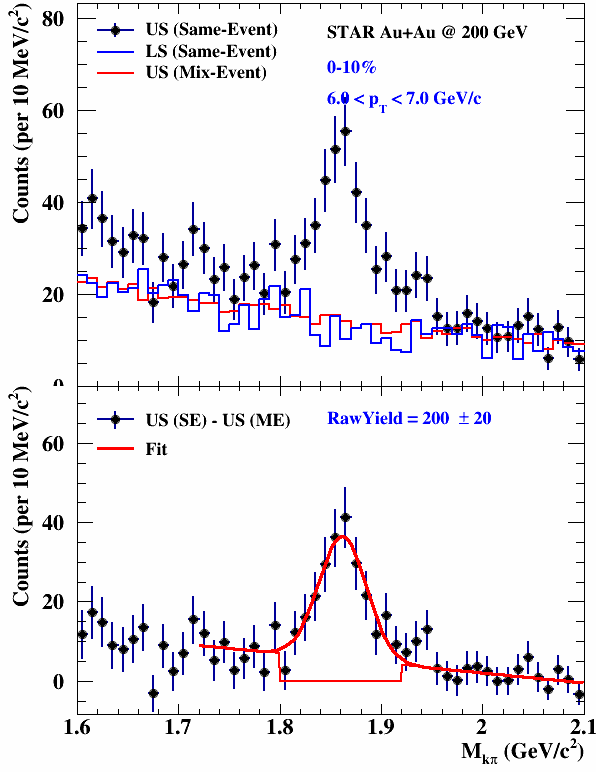 US (Same-Event)
LS (Same-Event)
US (Mix-Event)
STAR Au+Au @ 200 GeV
0-10%
6.0 < pT < 7.0 GeV/c
Counts (per 10 MeV/c²)
80
60
40
20
0
US (SE) - US (ME)
Fit
RawYield = 200 ± 20
Counts (per 10 MeV/c²)
60
40
20
0
1.6 1.7 1.8 1.9 2 2.1
Mkπ (GeV/c²)